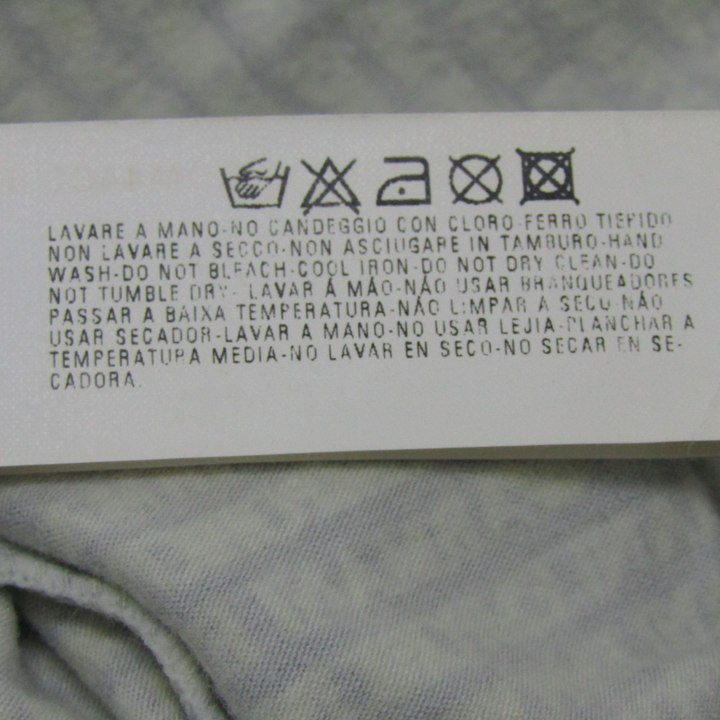 LAVARE A MANO-NO CANDEGGIO CON CLORO-FERRO TIEPIDO
NON LAVARE A SECCO-NON ASCIUGARE IN TAMBURO-HAND
WASH-DO NOT BLEACH-COOL IRON-DO NOT DRY CLEAN-DO
NOT TUMBLE DRY- LAVAR Á MÁO-NÃO USAR BRANQUEADORES
PASSAR A BAIXA TEMPERATURA-NÃO LIMPAR A SECO-NÃO
USAR SECADOR-LAVAR A MANO-NO USAR LEJIA-PLANCHAR A
TEMPERATURA MEDIA-NO LAVAR EN SECO-NO SECAR EN SE-
CADORA.